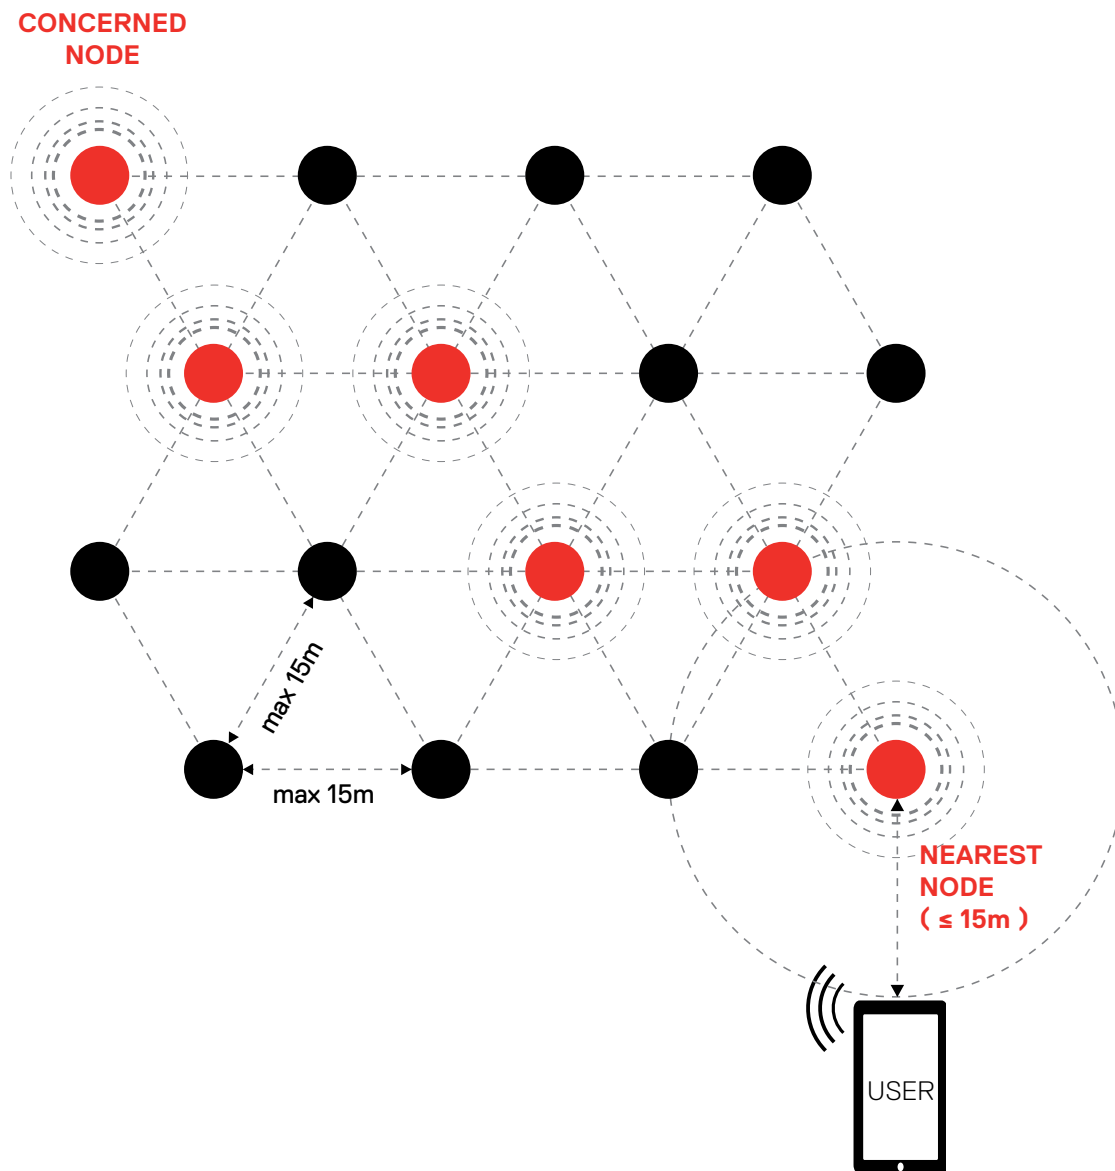 CONCERNED
NODE
max 15m
max 15m
NEAREST
NODE
( ≤ 15m )
USER